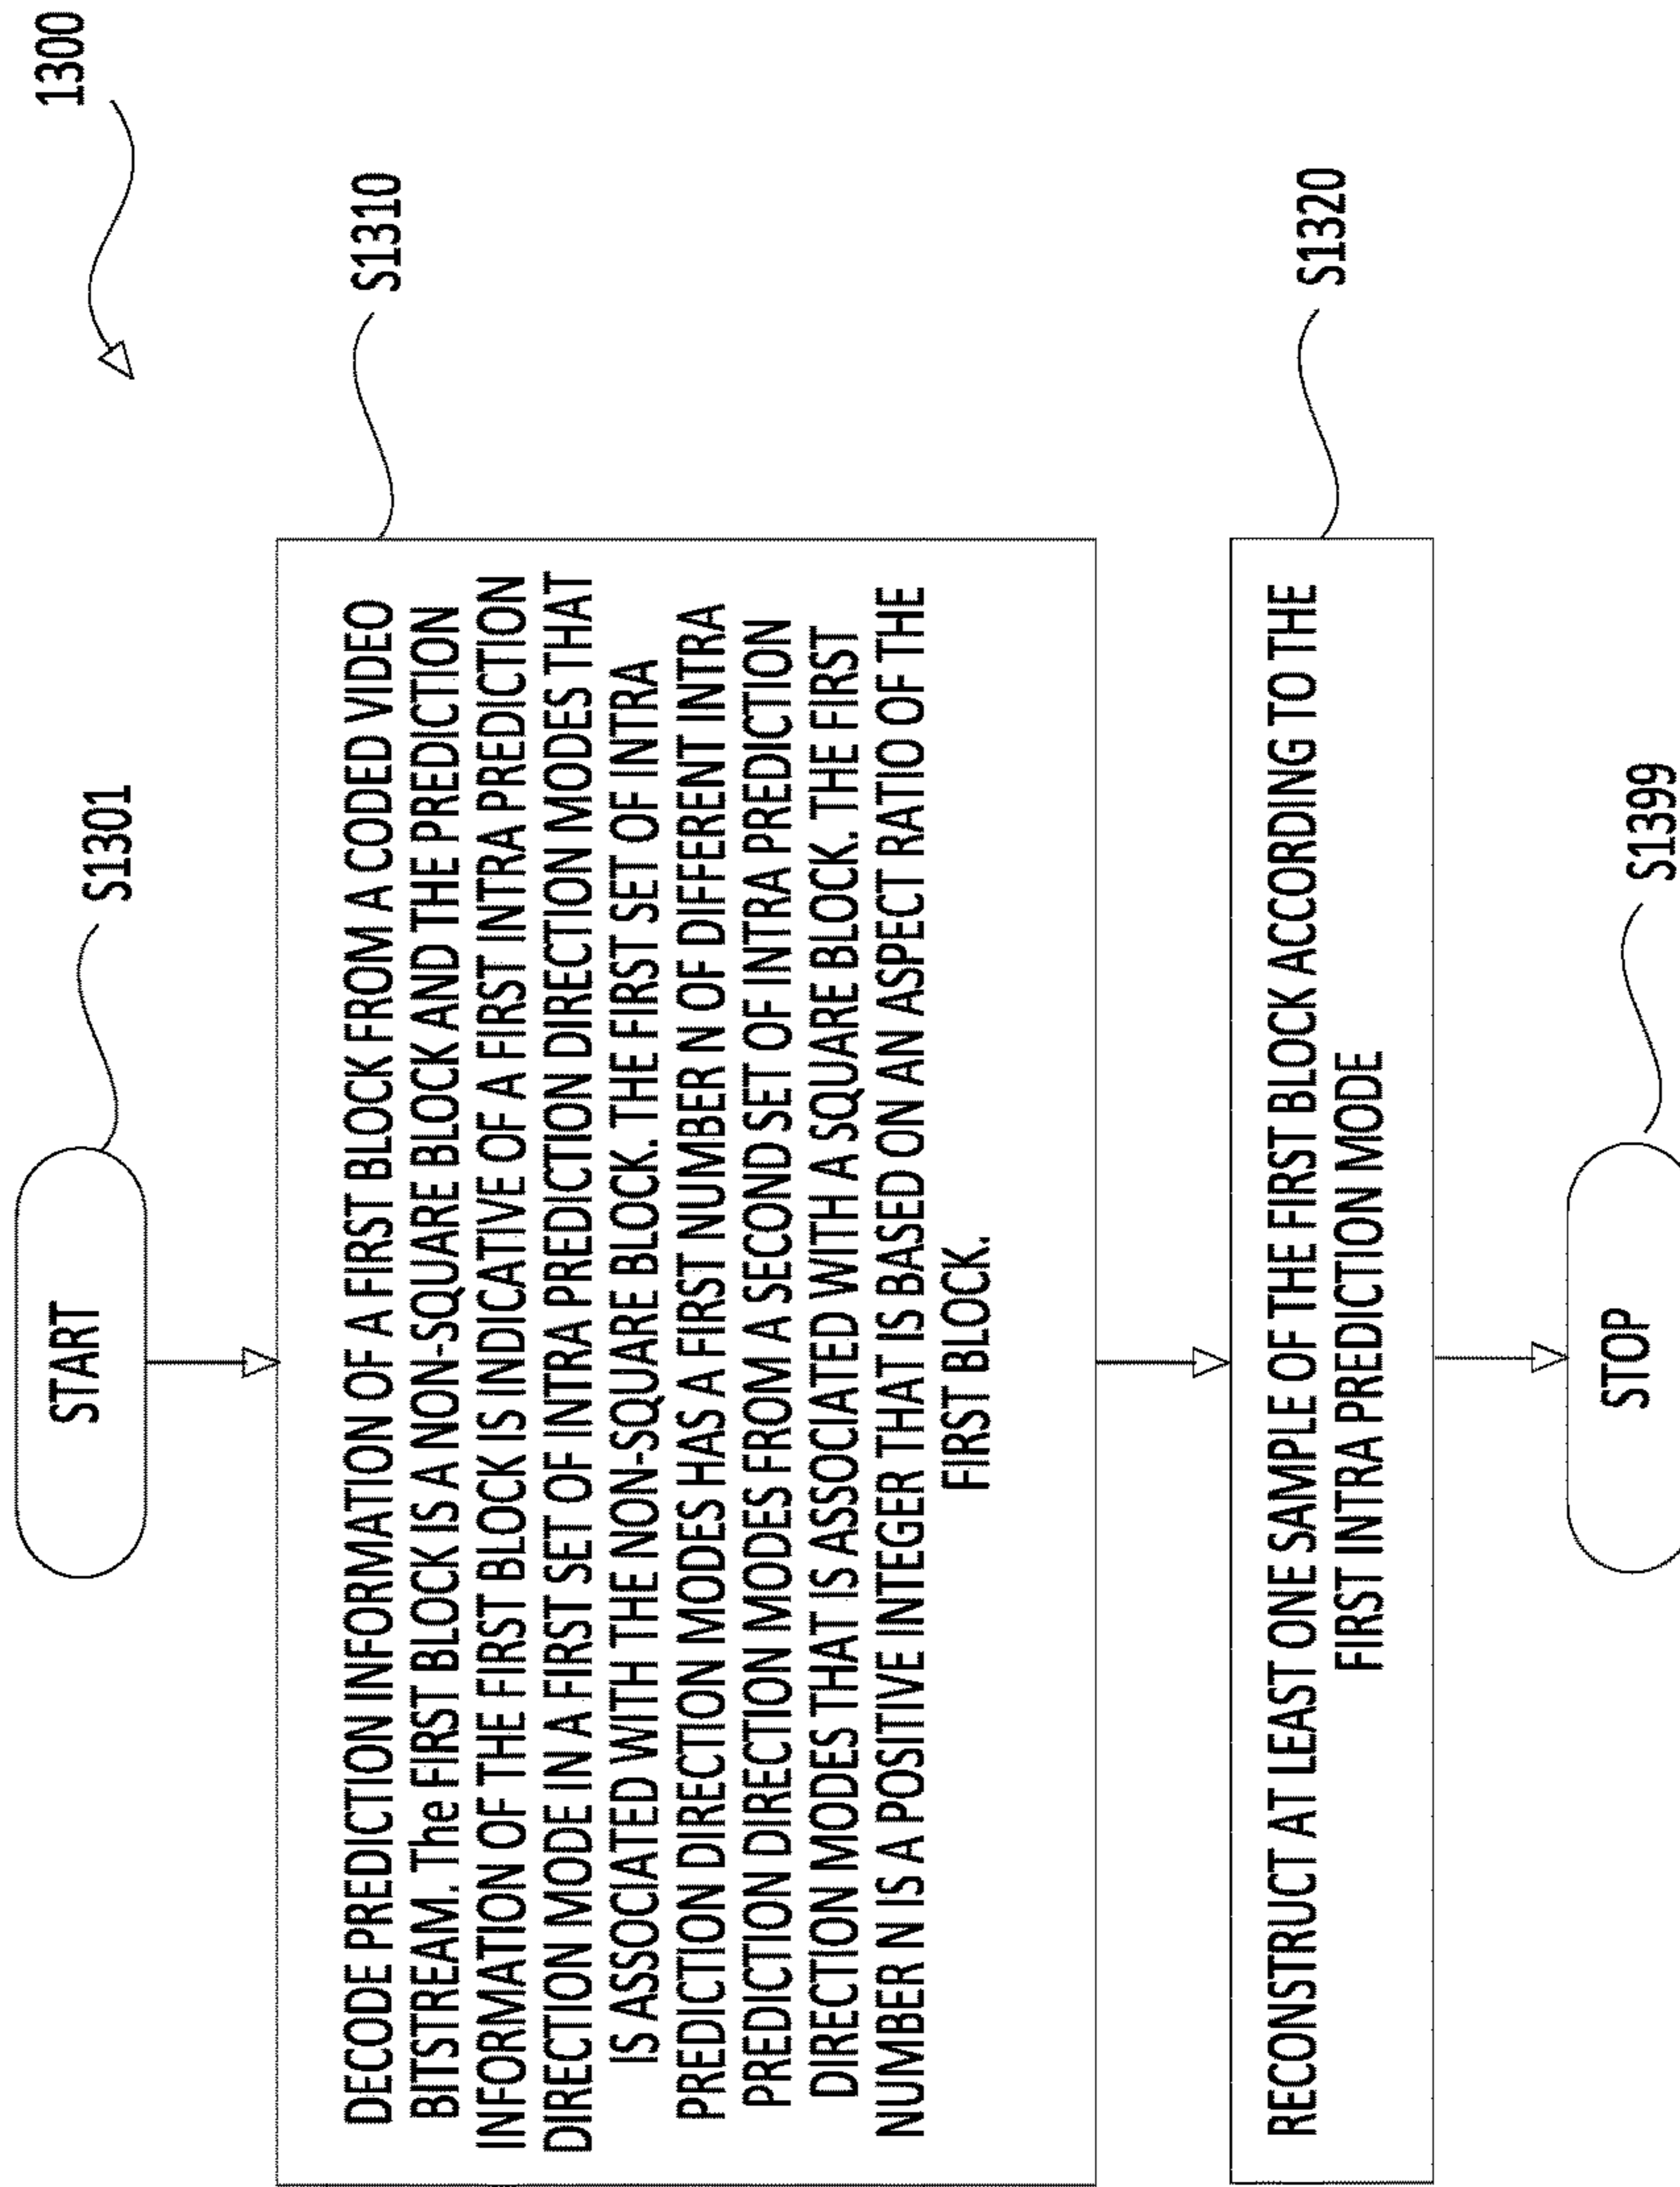 1300
START
S1301
DECODE PREDICTION INFORMATION OF A FIRST BLOCK FROM A CODED VIDEO
BITSTREAM. The FIRST BLOCK IS A NON-SQUARE BLOCK AND THE PREDICTION
INFORMATION OF THE FIRST BLOCK IS INDICATIVE OF A FIRST INTRA PREDICTION
DIRECTION MODE IN A FIRST SET OF INTRA PREDICTION DIRECTION MODES THAT
IS ASSOCIATED WITH THE NON-SQUARE BLOCK. THE FIRST SET OF INTRA
PREDICTION DIRECTION MODES HAS A FIRST NUMBER N OF DIFFERENT INTRA
PREDICTION DIRECTION MODES FROM A SECOND SET OF INTRA PREDICTION
DIRECTION MODES THAT IS ASSOCIATED WITH A SQUARE BLOCK. THE FIRST
NUMBER N IS A POSITIVE INTEGER THAT IS BASED ON AN ASPECT RATIO OF THE
FIRST BLOCK.
S1310
RECONSTRUCT AT LEAST ONE SAMPLE OF THE FIRST BLOCK ACCORDING TO THE
FIRST INTRA PREDICTION MODE
S1320
STOP
S1399